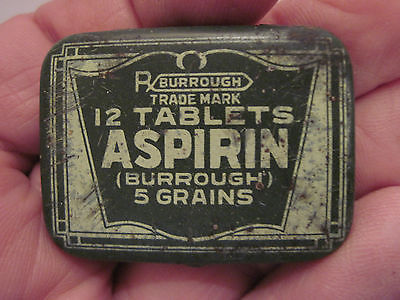 ℞ BURROUGH
TRADE MARK
12 TABLETS
ASPIRIN
(BURROUGH)
5 GRAINS